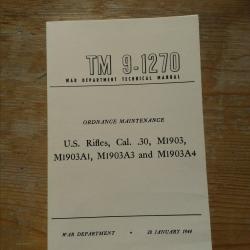 TM 9-1270
WAR DEPARTMENT TECHNICAL MANUAL
ORDNANCE MAINTENANCE
U.S. Rifles, Cal. .30, M1903,
M1903A1, M1903A3 and M1903A4
WAR DEPARTMENT • 20 JANUARY 1944